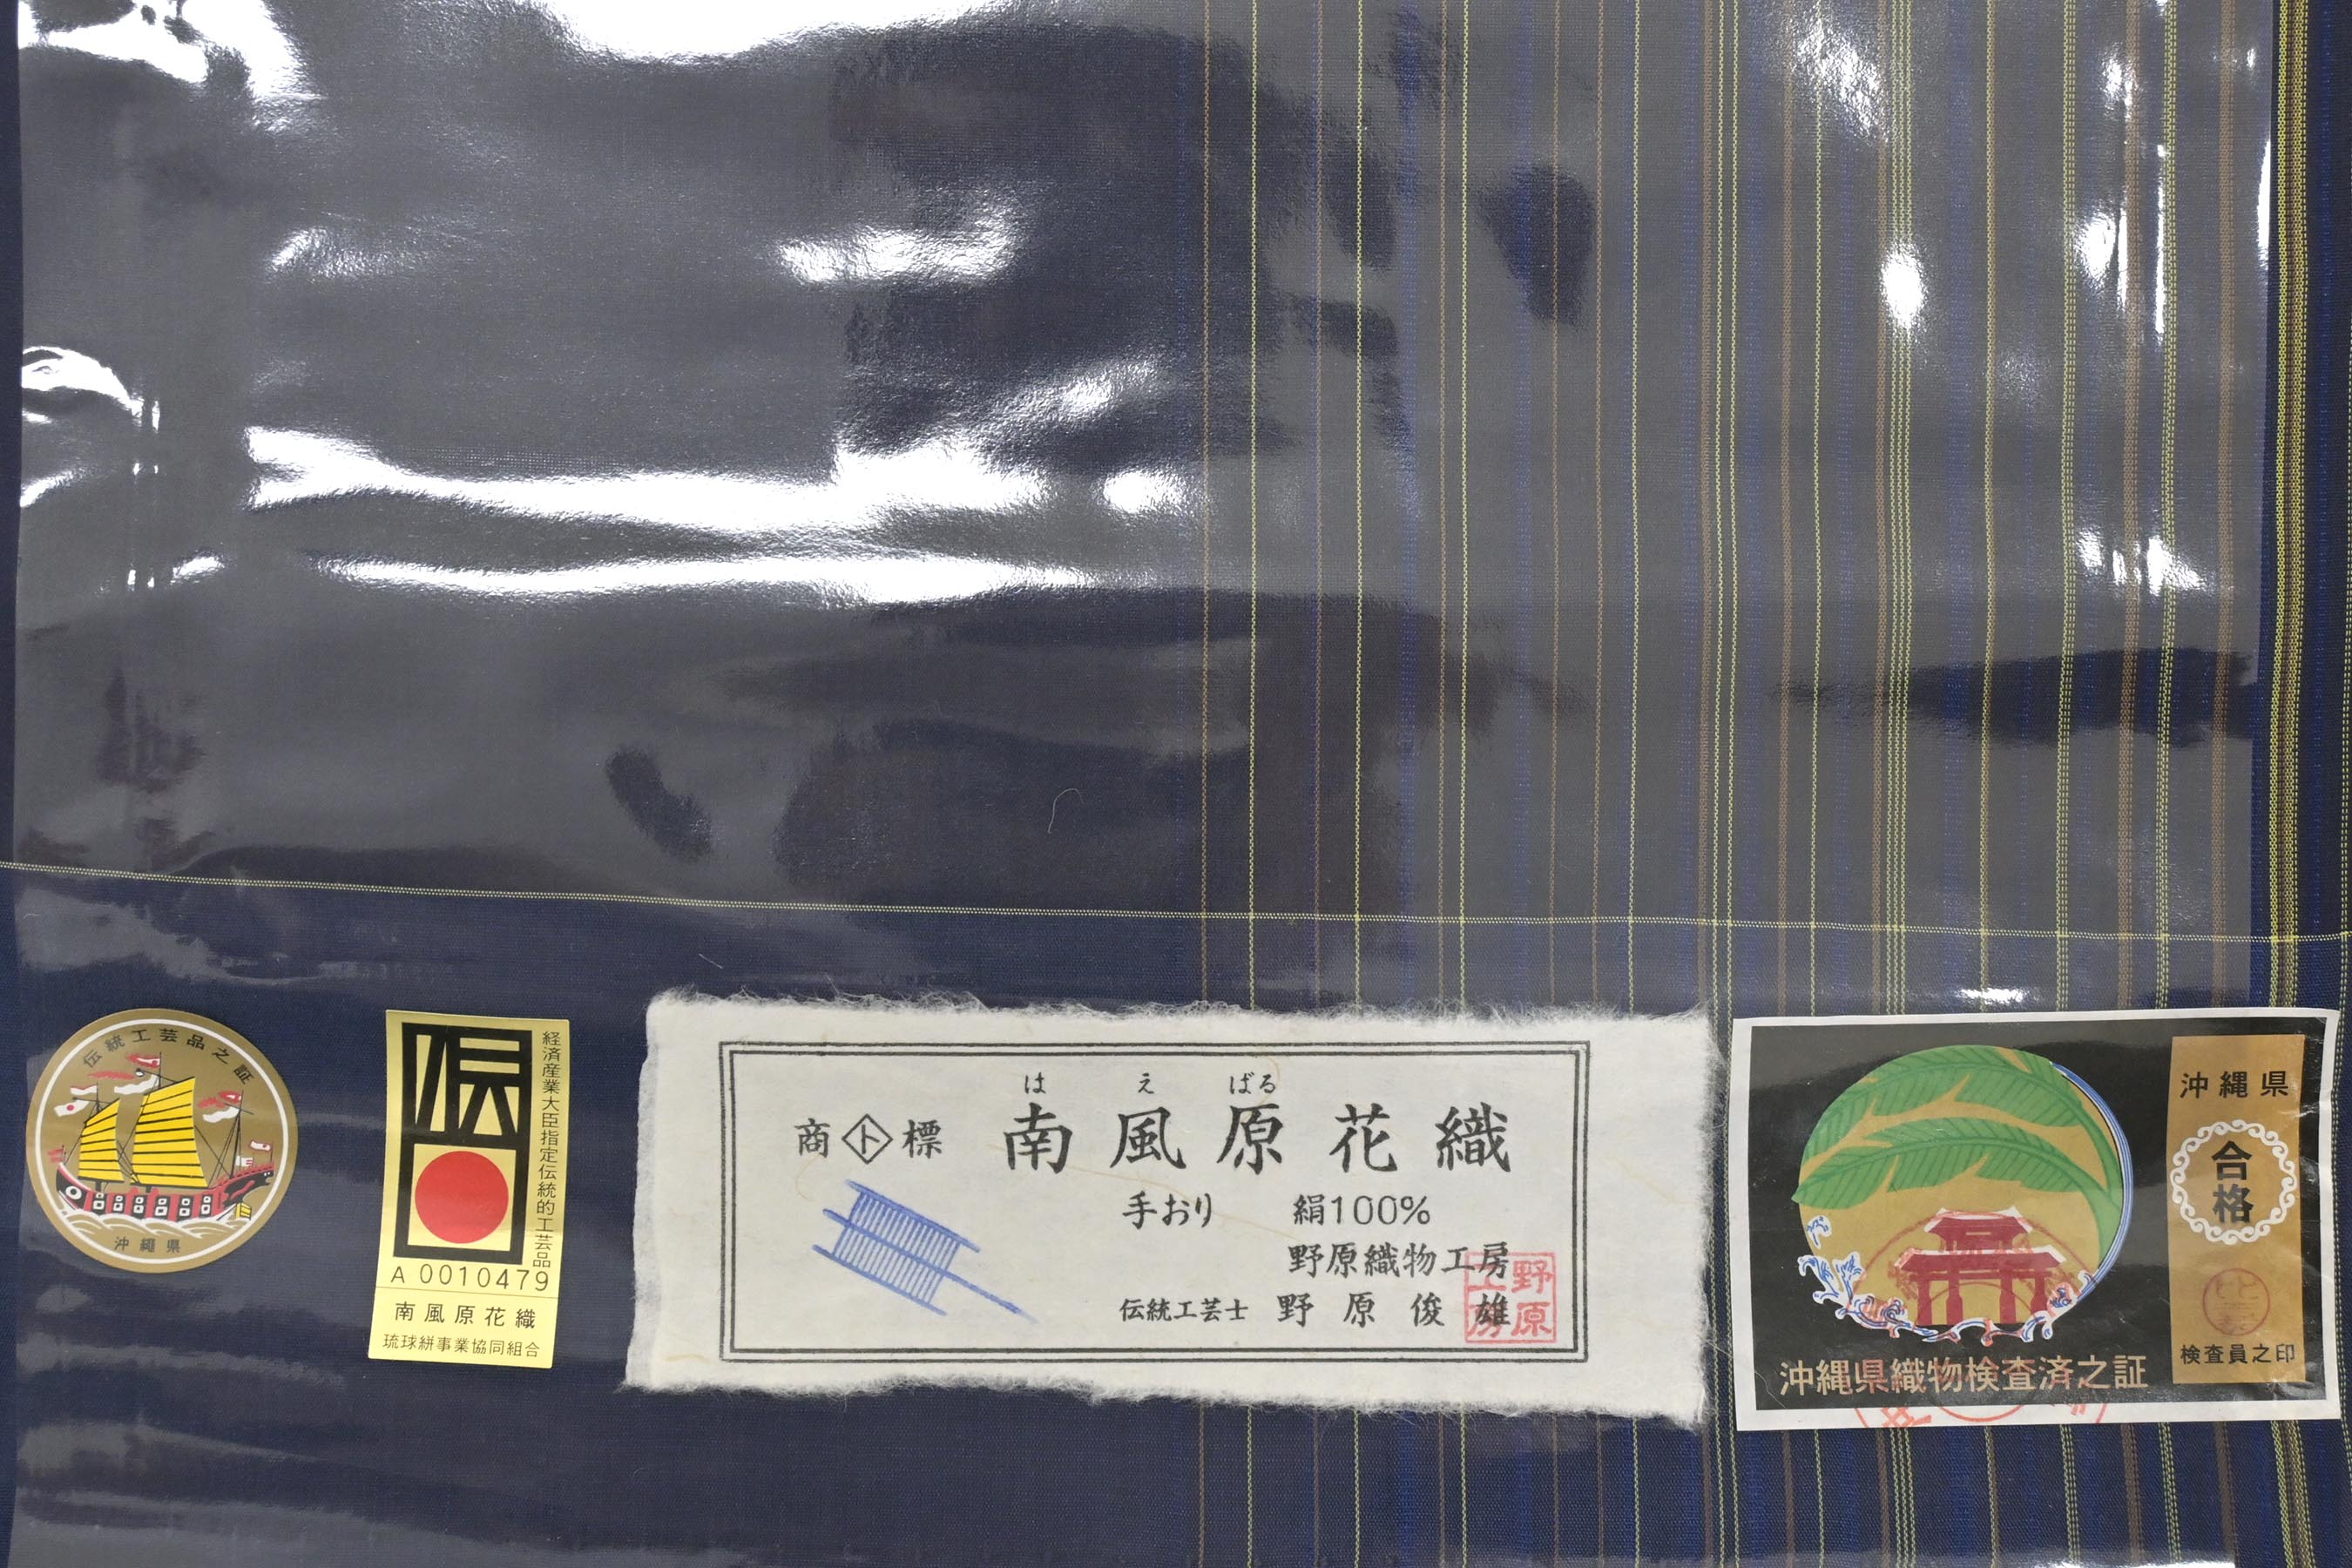 伝統工芸品之証
沖縄県
伝
経済産業大臣指定伝統的工芸品
A 0010479
南風原花織
琉球絣事業協同組合
は え ばる
商 ト 標 南風原花織
手おり 絹100%
野原織物工房
伝統工芸士 野原俊雄
野原
工房
沖縄県
合格
検査員之印
沖縄県織物検査済之証